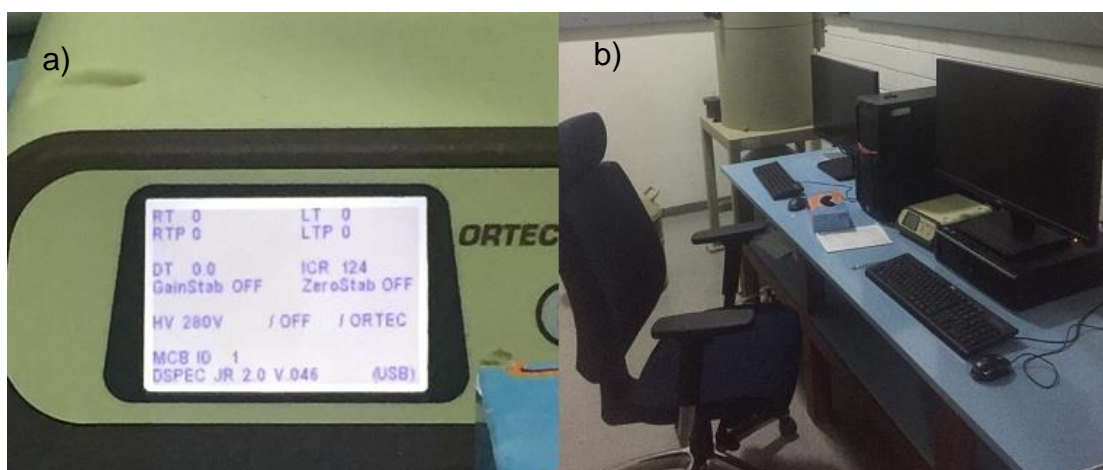 a)
RT 0 LT 0
RTP 0 LTP 0
DT 0.0 ICR 124
GainStab OFF ZeroStab OFF
HV 280V / OFF / ORTEC
MCB ID 1
DSPEC JR 2.0 V.046 (USB)
ORTEC
b)